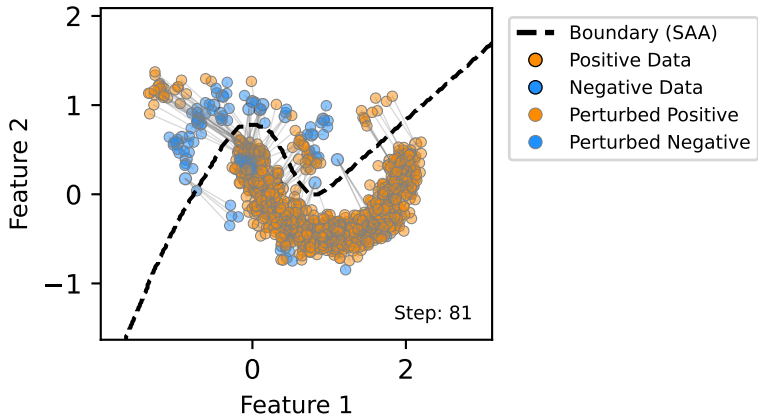 2
1
0
−1
Feature 2
0
2
Feature 1
Step: 81
Boundary (SAA)
Positive Data
Negative Data
Perturbed Positive
Perturbed Negative